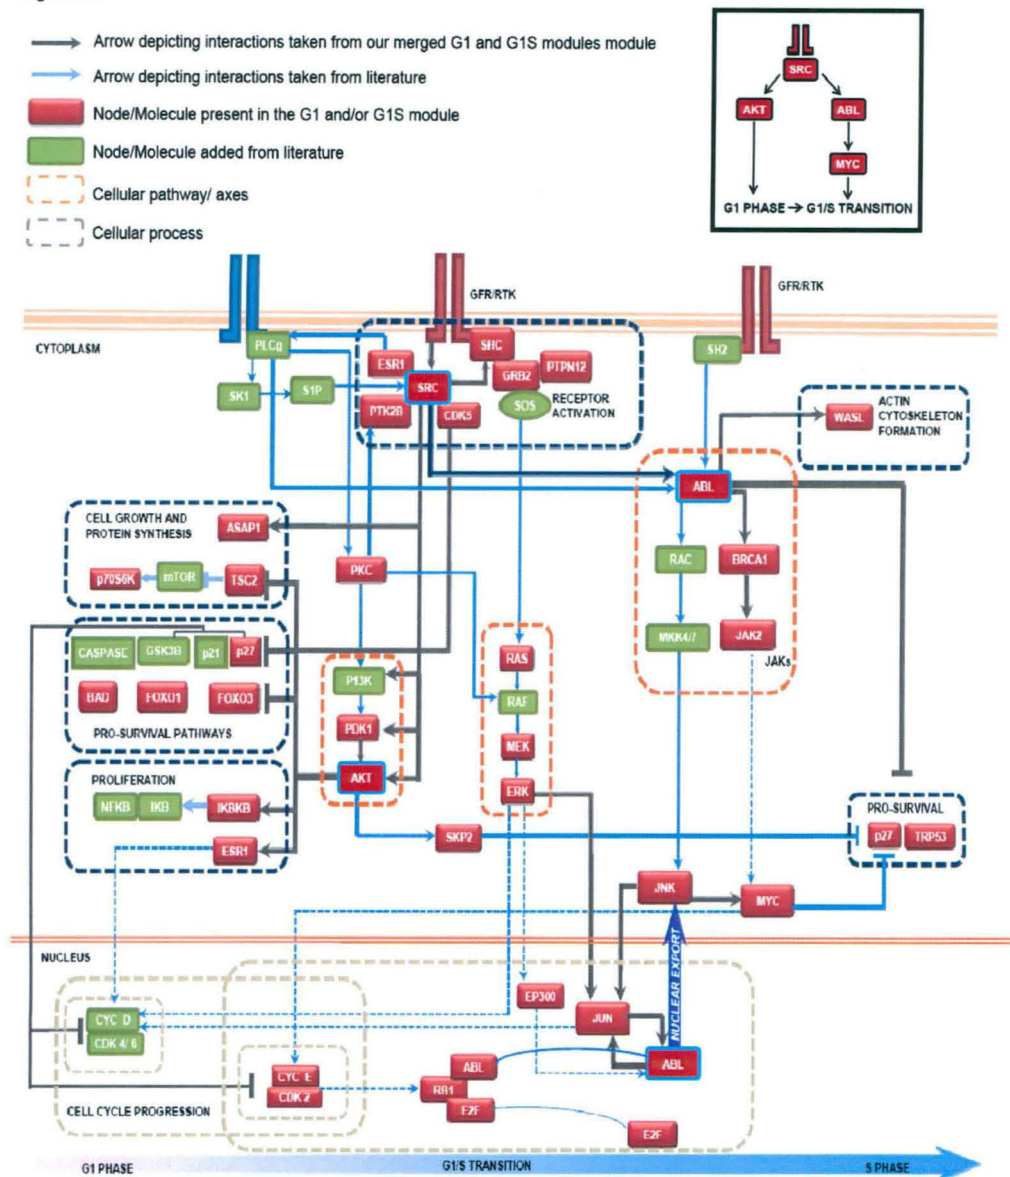 Arrow depicting interactions taken from our merged G1 and G1S modules module
Arrow depicting interactions taken from literature
Node/Molecule present in the G1 and/or G1S module
Node/Molecule added from literature
Cellular pathway/ axes
Cellular process
SRC
AKT
ABL
MYC
G1 PHASE
G1/S TRANSITION
GFR/RTK
GFR/RTK
CYTOPLASM
PLCg
SK1
S1P
ESR1
SRC
SHC
GRB2
PTPN12
SOS
RECEPTOR
ACTIVATION
PTK2B
CDK5
SH2
WASL
ACTIN
CYTOSKELETON
FORMATION
ABL
CELL GROWTH AND
PROTEIN SYNTHESIS
ASAP1
p70S6K
mTOR
TSC2
PKC
RAC
BRCA1
MKK4/7
JAK2
JAKs
CASPASE
GSK3B
p21
p27
BAD
FOXO1
FOXO3
PRO-SURVIVAL PATHWAYS
P13K
PDK1
AKT
RAS
RAF
MEK
ERK
PROLIFERATION
NFKB
IKB
IKBKB
ESR1
SKP2
PRO-SURVIVAL
p27
TRP53
JNK
MYC
NUCLEUS
NUCLEAR EXPORT
EP300
JUN
ABL
CYC D
CDK 4/ 6
CYC E
CDK 2
ABL
RB1
E2F
E2F
CELL CYCLE PROGRESSION
G1 PHASE
G1/S TRANSITION
S PHASE